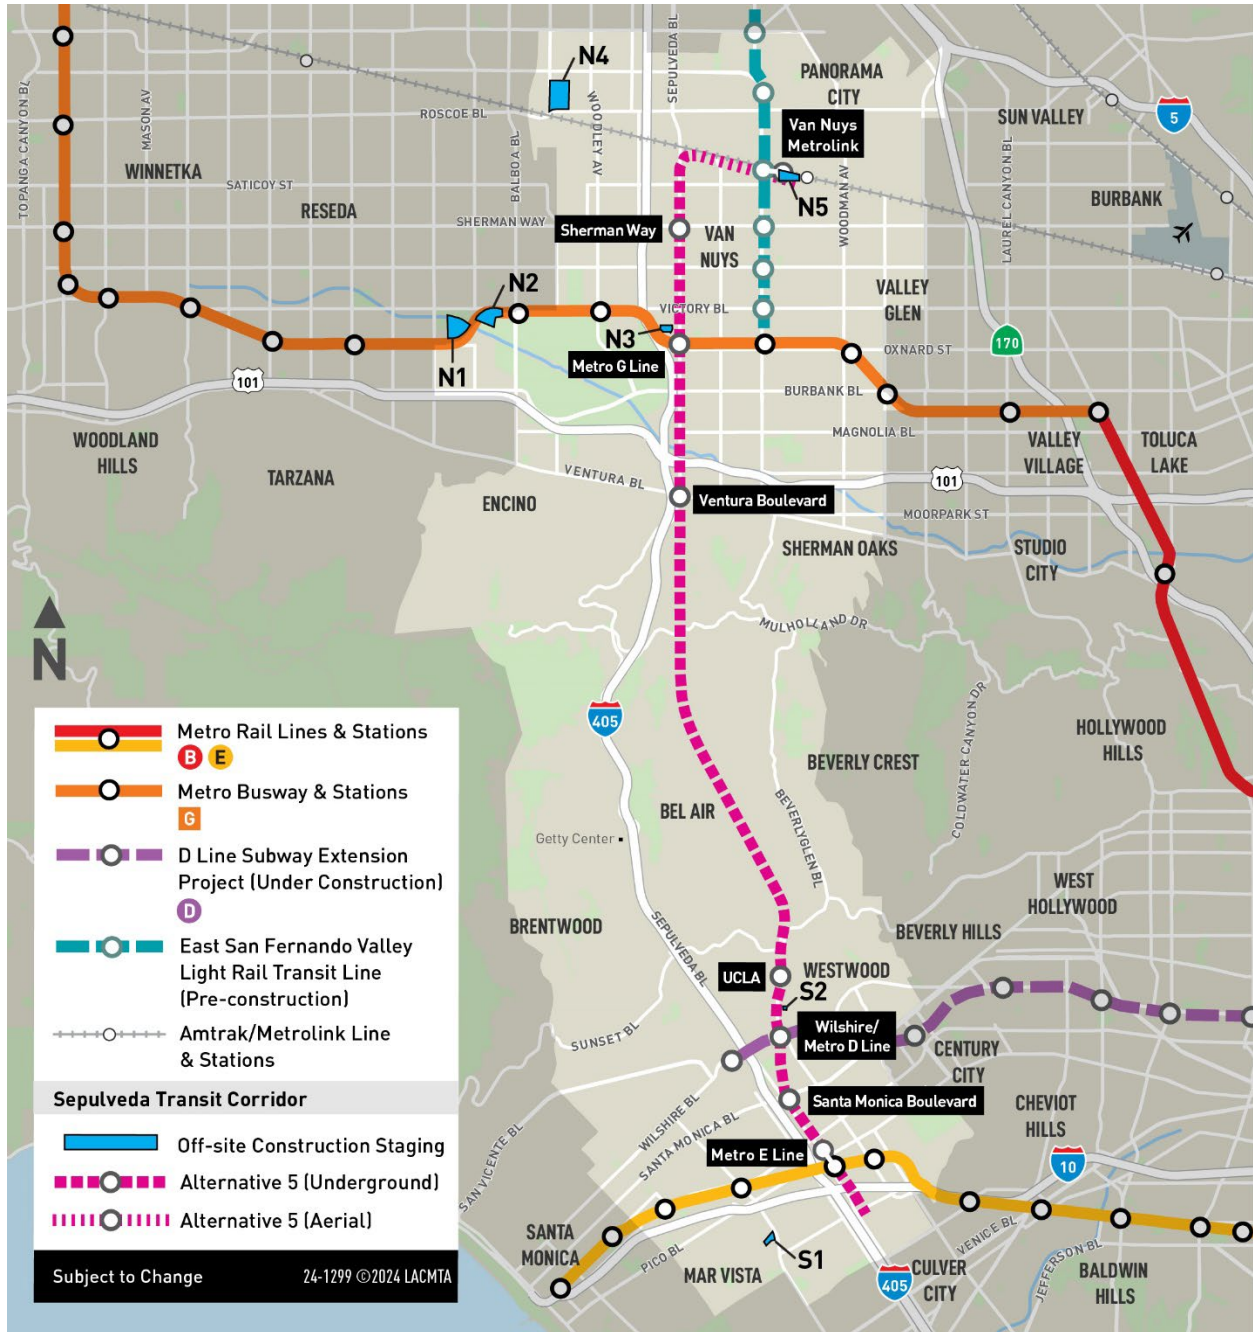 N4
SEPULVEDA BL
PANORAMA
CITY
TOPANGA CANYON BL
MASON AV
ROSCOE BL
WOODLEY AV
SUN VALLEY
5
Van Nuys
Metrolink
WINNETKA
BALBOA BL
LAUREL CANYON BL
SATICOY ST
RESEDA
N5
WOODMAN AV
BURBANK
SHERMAN WAY
Sherman Way
VAN
NUYS
N2
VICTORY BL
VALLEY
GLEN
N3
N1
Metro G Line
OXNARD ST
170
101
BURBANK BL
MAGNOLIA BL
WOODLAND
HILLS
TARZANA
VENTURA BL
VALLEY
VILLAGE
TOLUCA
LAKE
101
ENCINO
Ventura Boulevard
MOORPARK ST
SHERMAN OAKS
STUDIO
CITY
N
MULHOLLAND DR
405
COLDWATER CANYON DR
HOLLYWOOD
HILLS
BEVERLY CREST
BEL AIR
BEVERLYGLEN BL
Getty Center
WEST
HOLLYWOOD
BRENTWOOD
SEPULVEDA BL
BEVERLY HILLS
UCLA
WESTWOOD
S2
SUNSET BL
Wilshire/
Metro D Line
CENTURY
CITY
Santa Monica Boulevard
CHEVIOT
HILLS
WILSHIRE BL
SANTA MONICA BL
Metro E Line
SAN VICENTE BL
10
SANTA
MONICA
PICO BL
S1
MAR VISTA
VENICE BL
JEFFERSON BL
405
CULVER
CITY
BALDWIN
HILLS
Metro Rail Lines & Stations
B E
Metro Busway & Stations
G
D Line Subway Extension
Project (Under Construction)
D
East San Fernando Valley
Light Rail Transit Line
(Pre-construction)
Amtrak/Metrolink Line
& Stations
Sepulveda Transit Corridor
Off-site Construction Staging
Alternative 5 (Underground)
Alternative 5 (Aerial)
Subject to Change 24-1299 ©2024 LACMTA